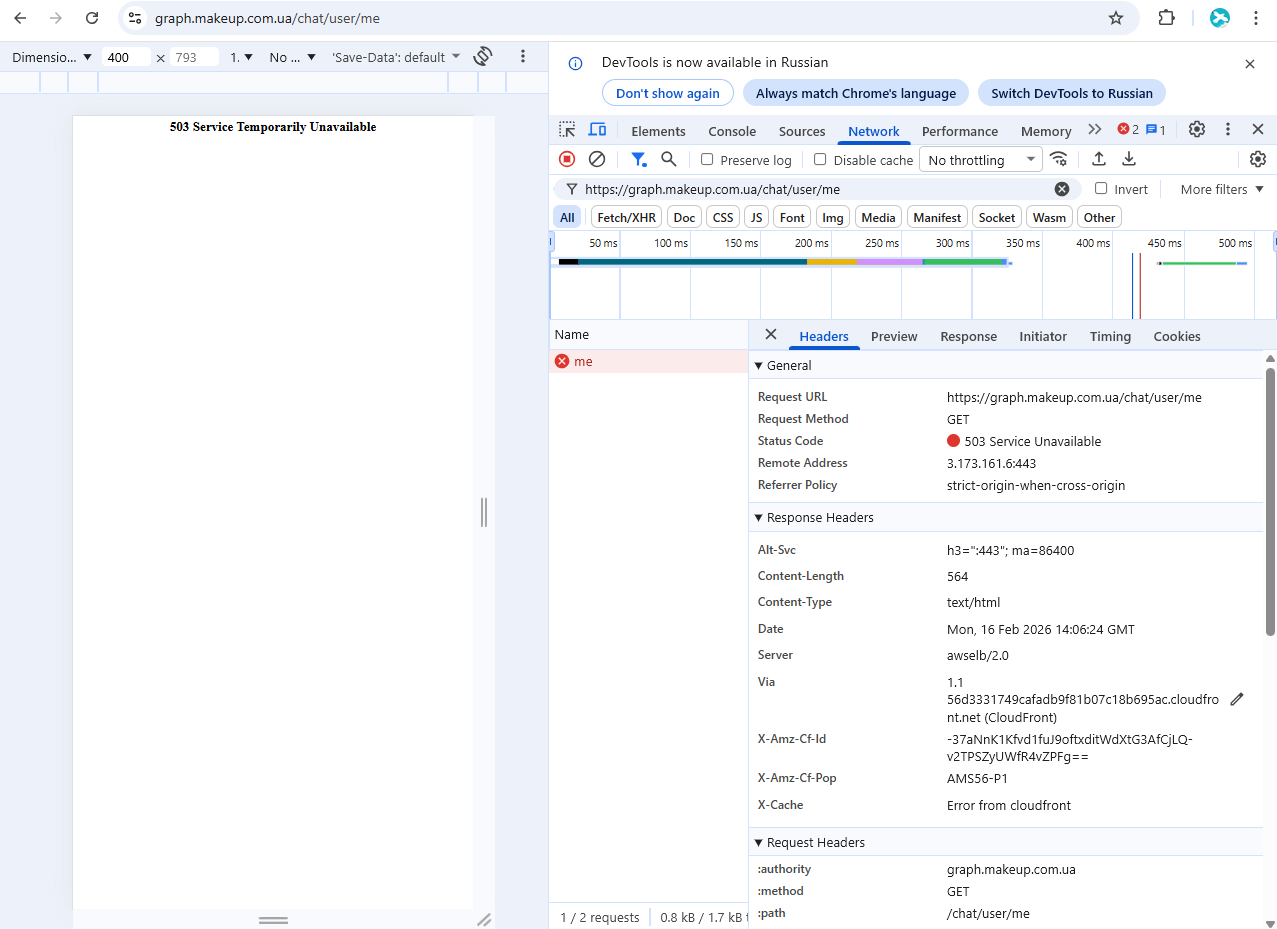 graph.makeup.com.ua/chat/user/me
Dimensio... ▼ 400 × 793 1. ▼ No ... ▼ 'Save-Data': default
503 Service Temporarily Unavailable
DevTools is now available in Russian
Don't show again Always match Chrome's language Switch DevTools to Russian
Elements Console Sources Network Performance Memory 2 1
Preserve log Disable cache No throttling
https://graph.makeup.com.ua/chat/user/me Invert More filters
All Fetch/XHR Doc CSS JS Font Img Media Manifest Socket Wasm Other
50 ms 100 ms 150 ms 200 ms 250 ms 300 ms 350 ms 400 ms 450 ms 500 ms
Name
me
Headers Preview Response Initiator Timing Cookies
General
Request URL https://graph.makeup.com.ua/chat/user/me
Request Method GET
Status Code 503 Service Unavailable
Remote Address 3.173.161.6:443
Referrer Policy strict-origin-when-cross-origin
Response Headers
Alt-Svc h3=":443"; ma=86400
Content-Length 564
Content-Type text/html
Date Mon, 16 Feb 2026 14:06:24 GMT
Server awselb/2.0
Via 1.1
56d3331749cafadb9f81b07c18b695ac.cloudfro
nt.net (CloudFront)
X-Amz-Cf-Id -37aNnK1Kfvd1fuJ9oftxditWdXtG3AfCjLQ-
v2TPSZyUWfR4vZPFg==
X-Amz-Cf-Pop AMS56-P1
X-Cache Error from cloudfront
Request Headers
:authority graph.makeup.com.ua
:method GET
:path /chat/user/me
1 / 2 requests 0.8 kB / 1.7 kB